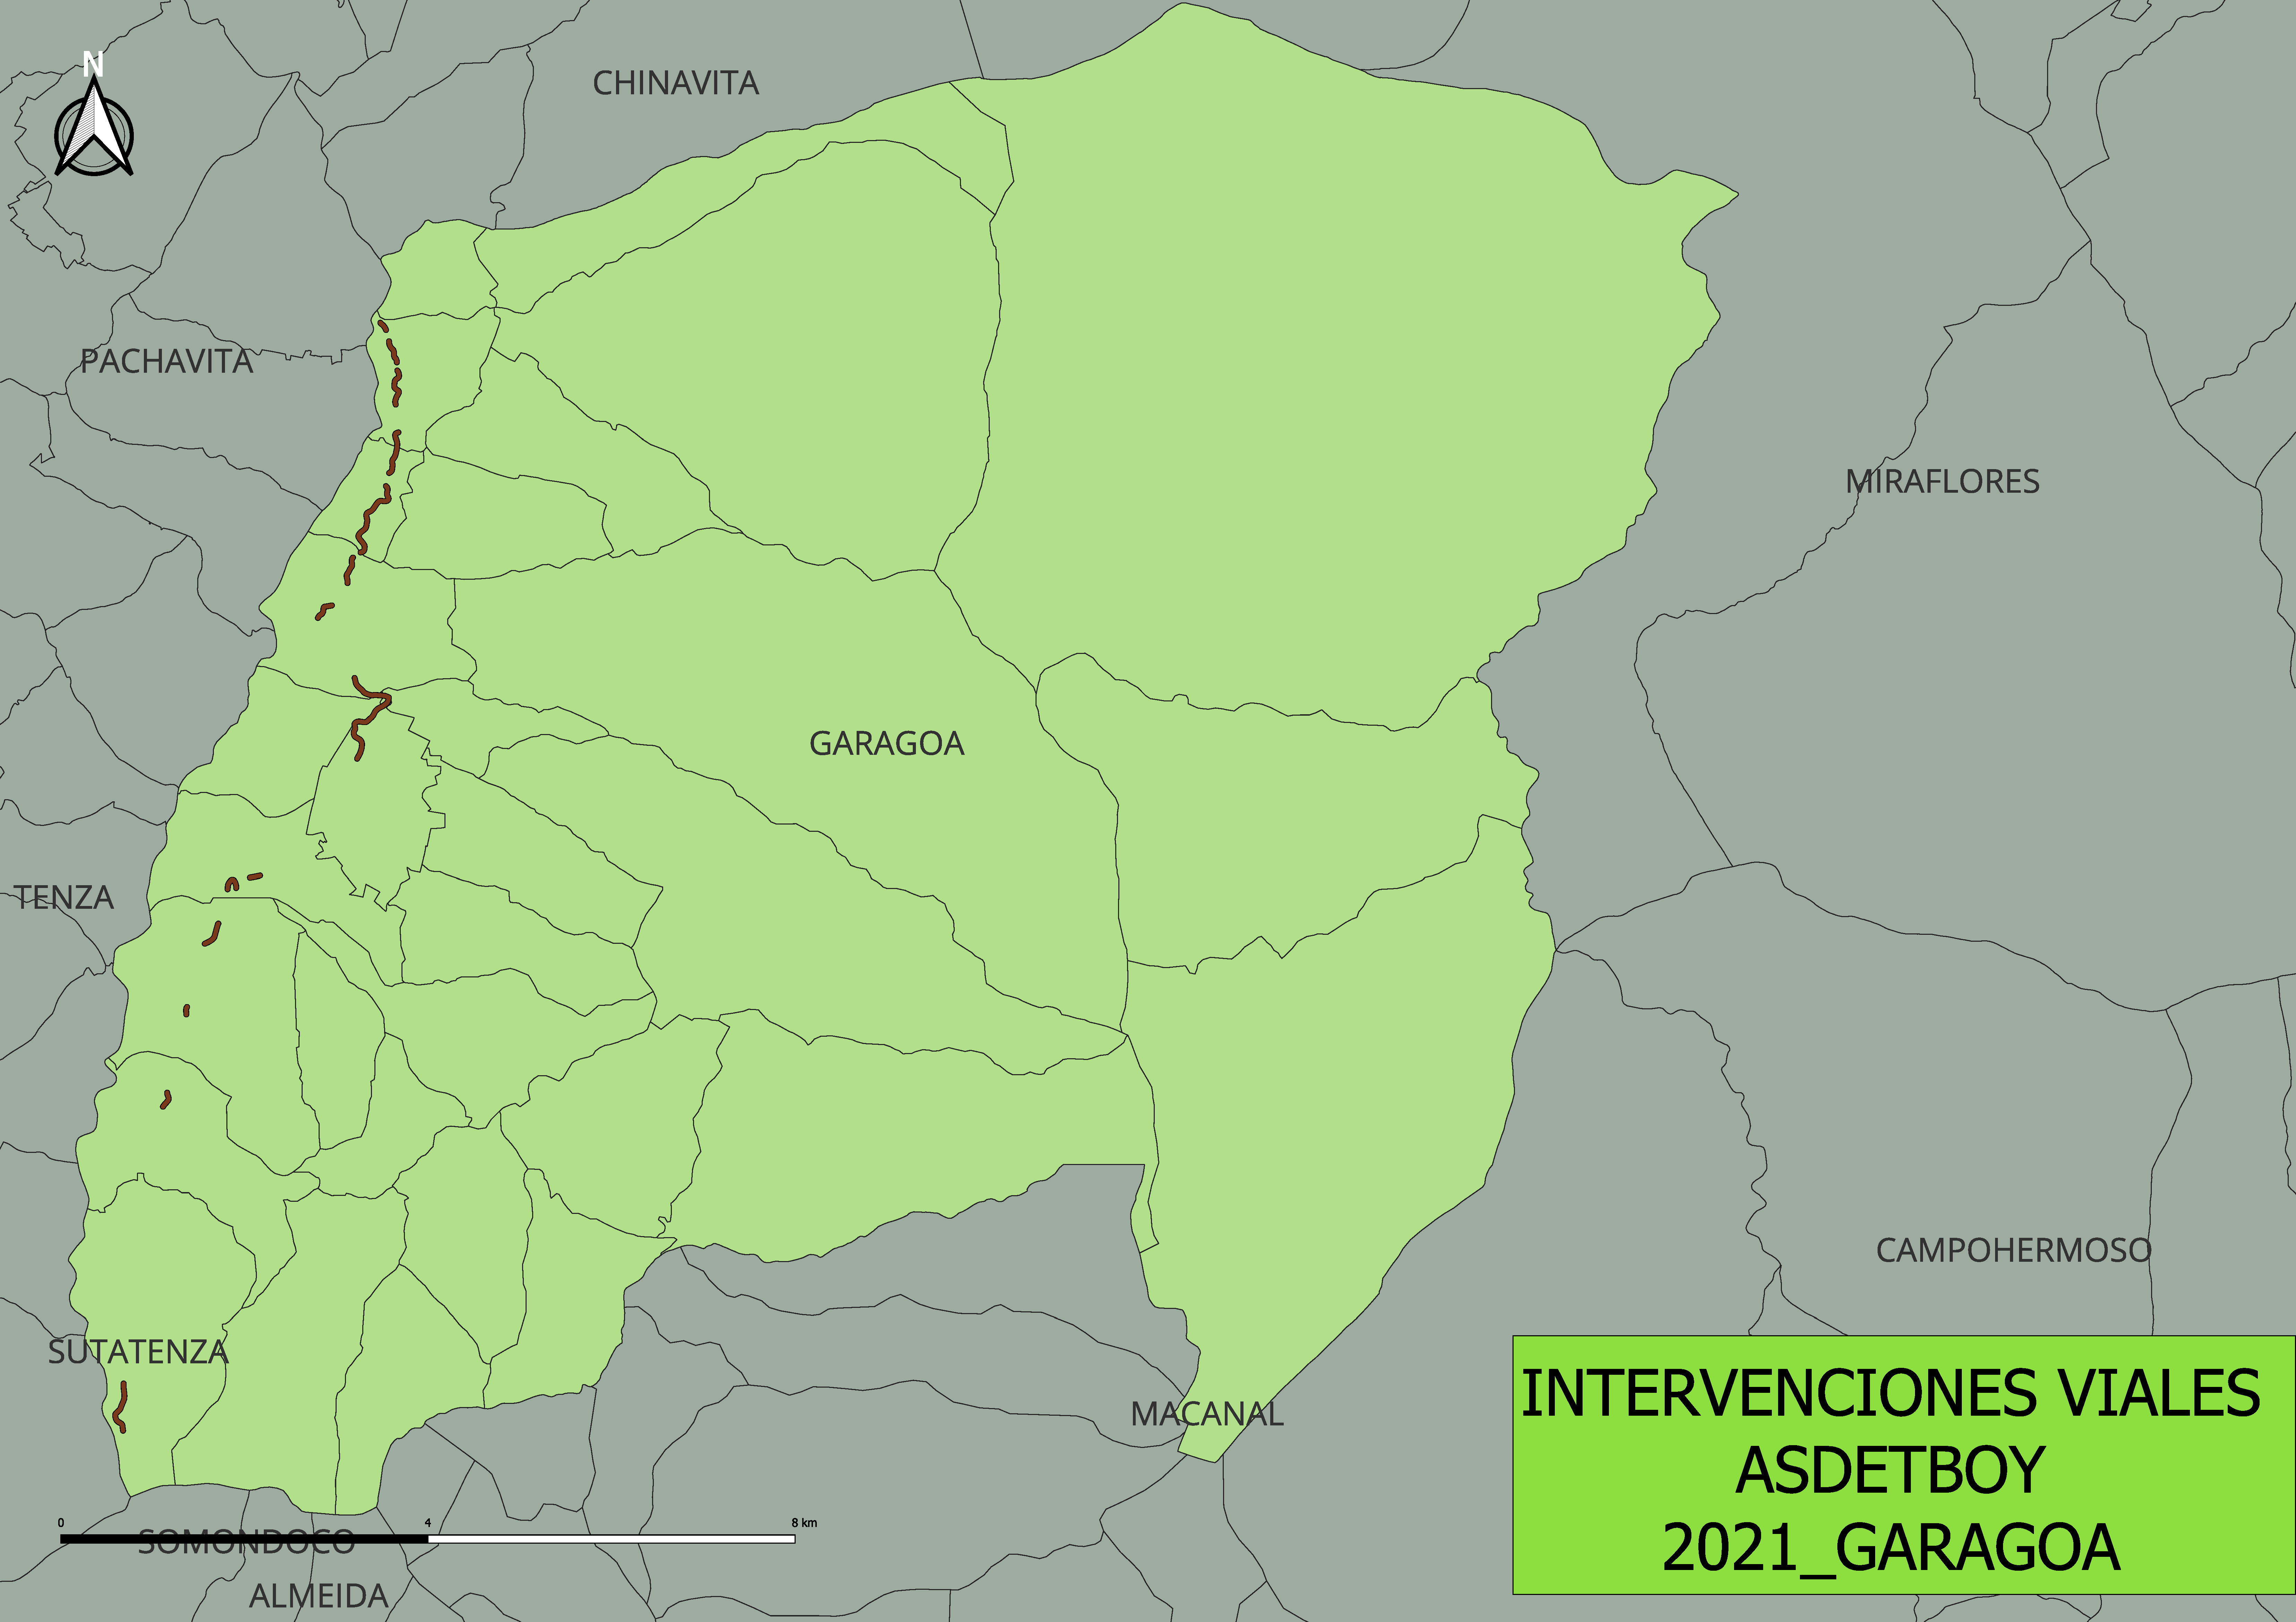 N
CHINAVITA
PACHAVITA
MIRAFLORES
GARAGOA
TENZA
CAMPOHERMOSO
SUTATENZA
MACANAL
INTERVENCIONES VIALES
ASDETBOY
2021_GARAGOA
0 4 8 km
SOMONDOCO
ALMEIDA